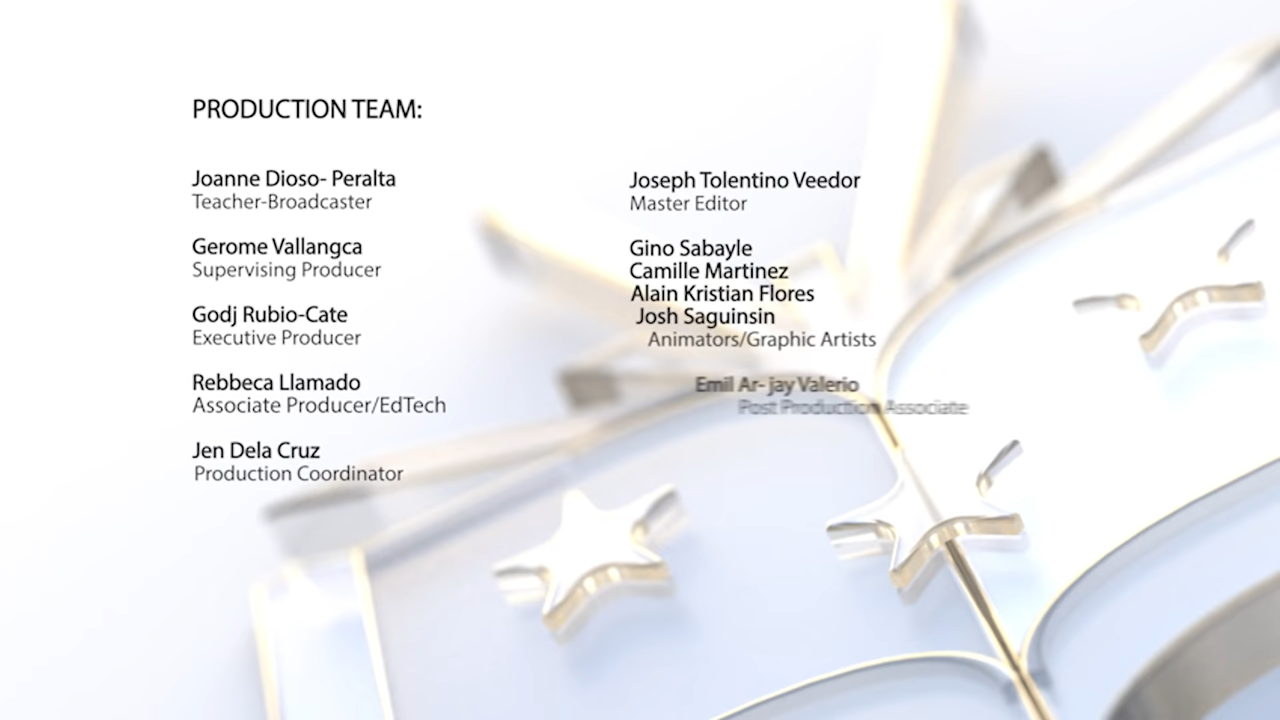 PRODUCTION TEAM:
Joanne Dioso- Peralta
Teacher-Broadcaster
Gerome Vallangca
Supervising Producer
Godj Rubio-Cate
Executive Producer
Rebbeca Llamado
Associate Producer/EdTech
Jen Dela Cruz
Production Coordinator
Joseph Tolentino Veedor
Master Editor
Gino Sabayle
Camille Martinez
Alain Kristian Flores
Josh Saguinsin
Animators/Graphic Artists
Emil Ar- jay Valerio
Post Production Associate